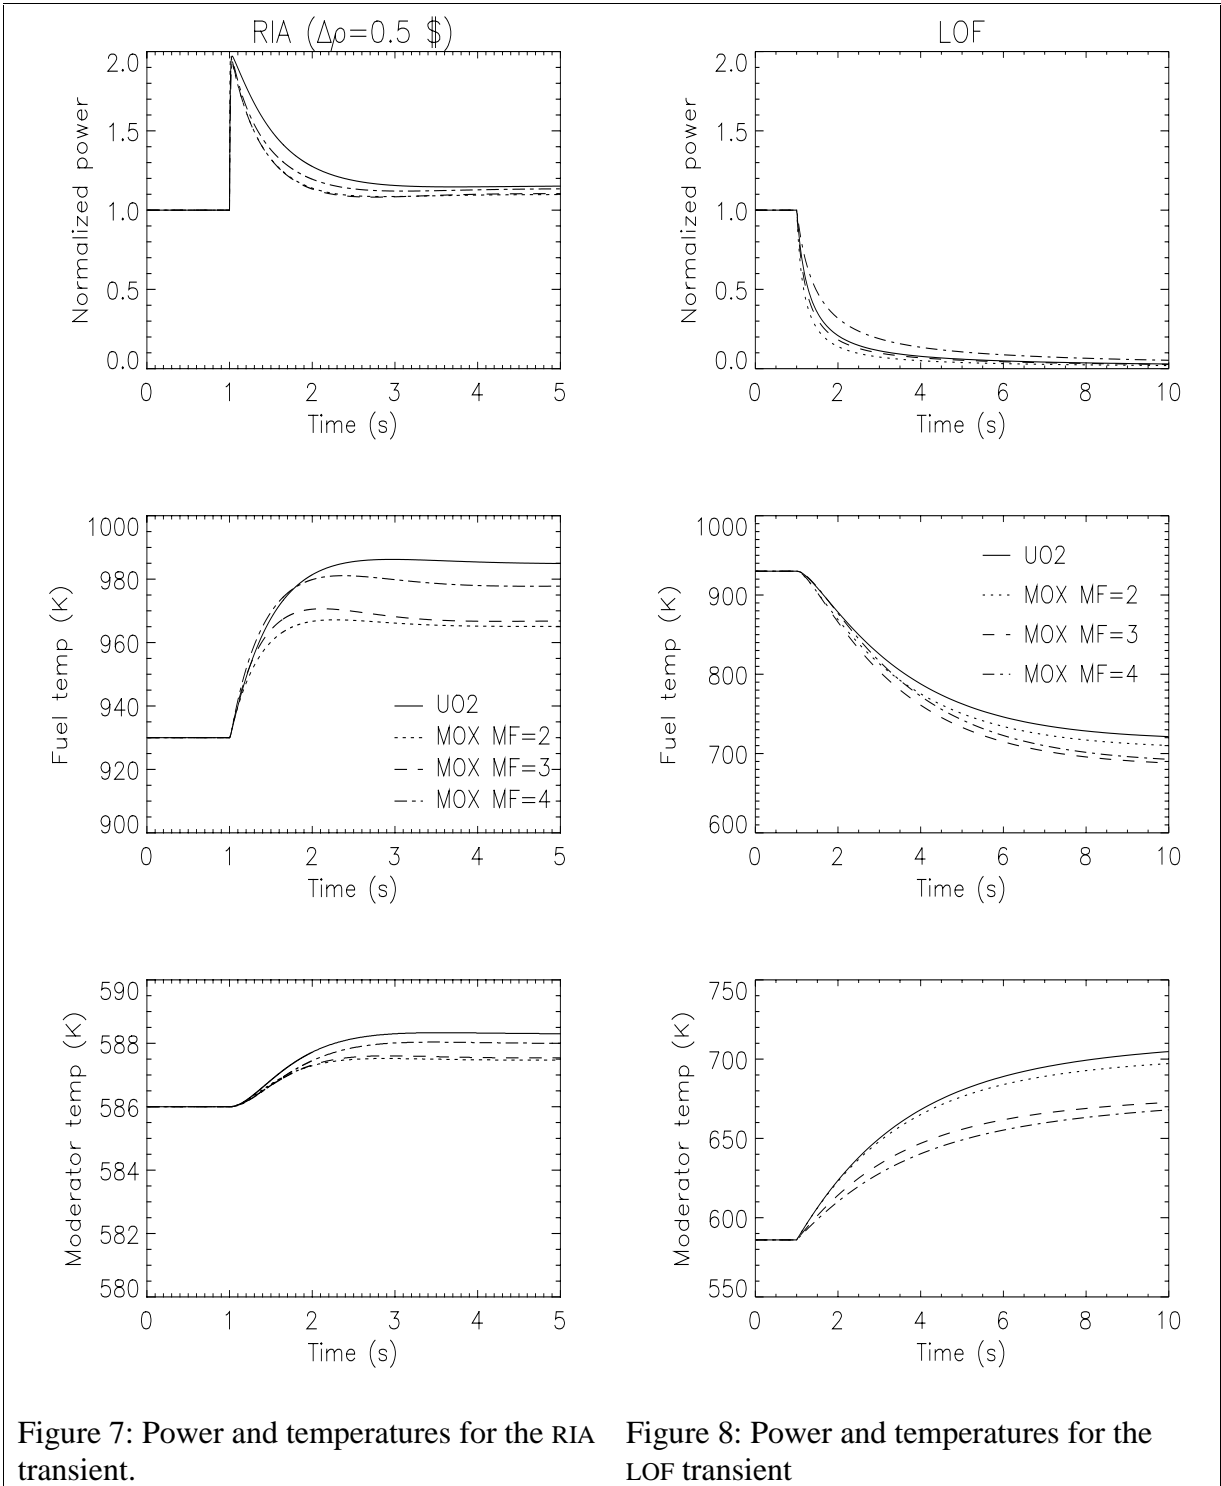 RIA (Δρ=0.5 $)
2.0
1.5
1.0
0.5
0.0
Normalized power
0 1 2 3 4 5
Time (s)
LOF
2.0
1.5
1.0
0.5
0.0
Normalized power
0 2 4 6 8 10
Time (s)
1000
980
960
940
920
900
Fuel temp (K)
UO2
MOX MF=2
MOX MF=3
MOX MF=4
0 1 2 3 4 5
Time (s)
1000
900
800
700
600
Fuel temp (K)
UO2
MOX MF=2
MOX MF=3
MOX MF=4
0 2 4 6 8 10
Time (s)
590
588
586
584
582
580
Moderator temp (K)
0 1 2 3 4 5
Time (s)
750
700
650
600
550
Moderator temp (K)
0 2 4 6 8 10
Time (s)
Figure 7: Power and temperatures for the RIA
transient.
Figure 8: Power and temperatures for the
LOF transient